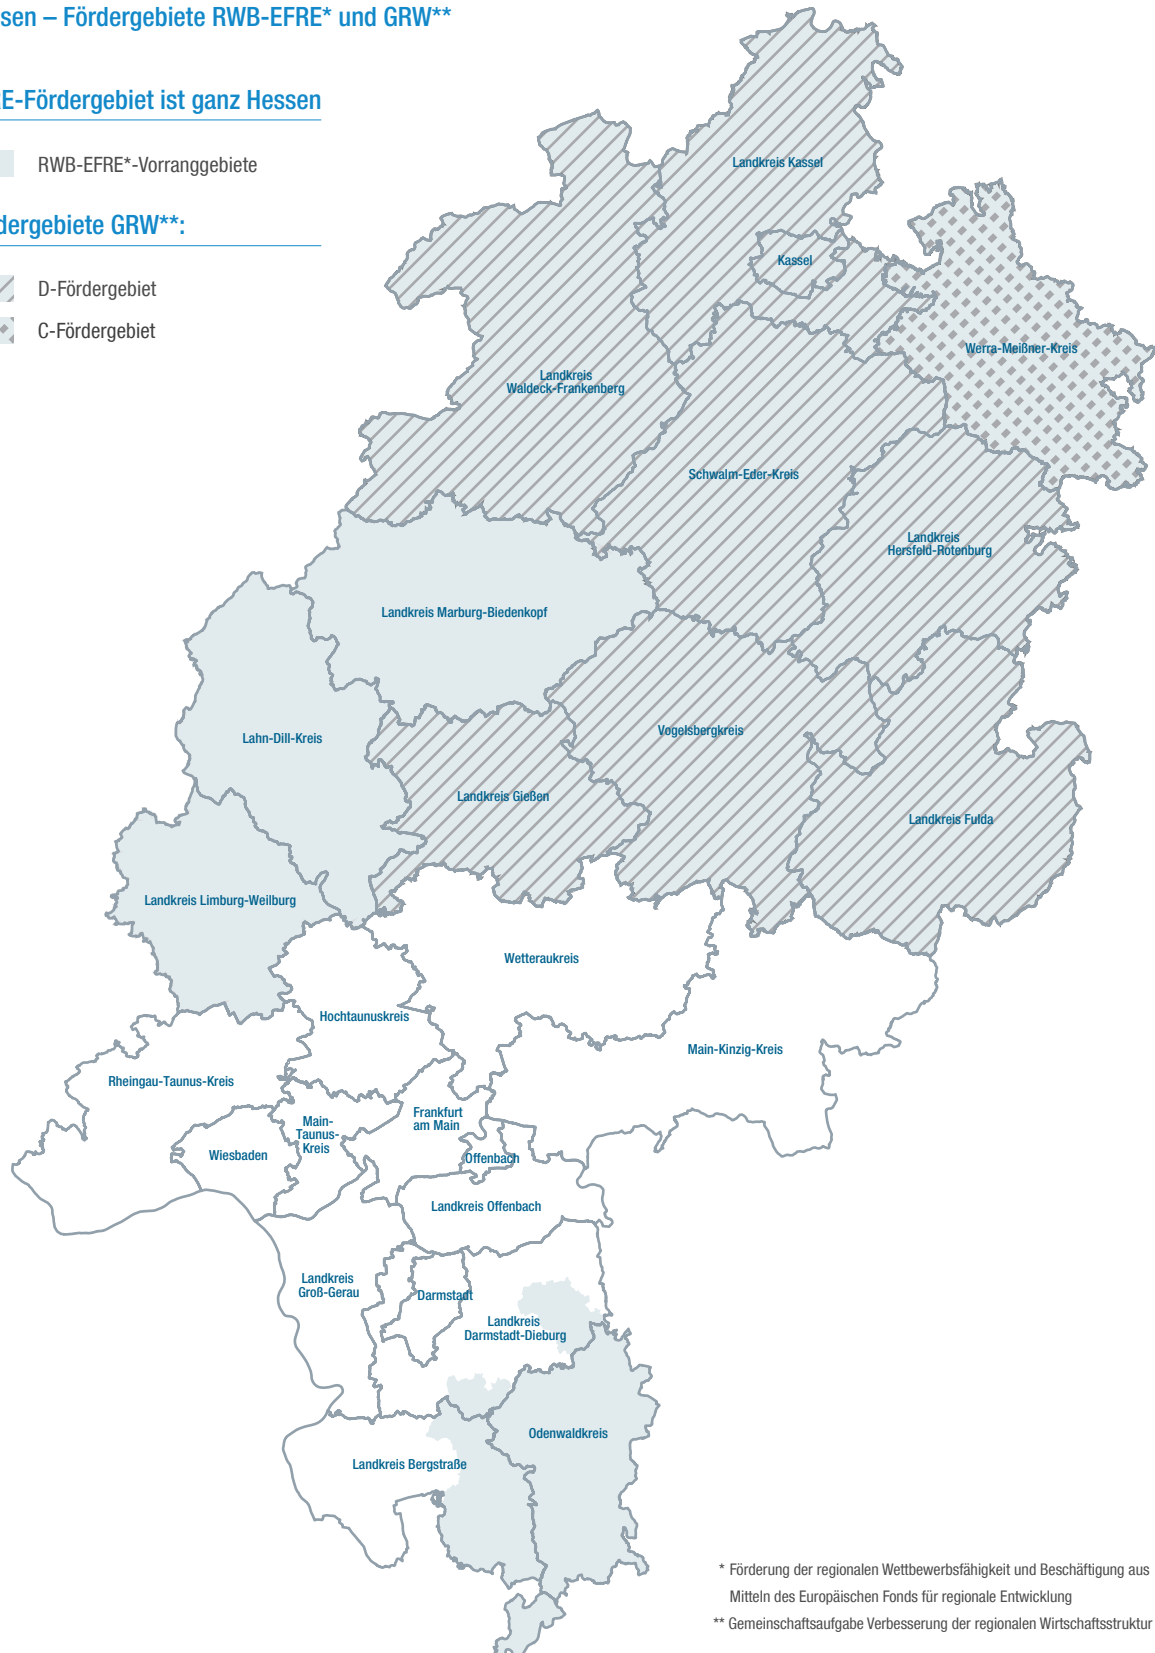 sen – Fördergebiete RWB-EFRE* und GRW**
E-Fördergebiet ist ganz Hessen
RWB-EFRE*-Vorranggebiete
dergebiete GRW**:
D-Fördergebiet
C-Fördergebiet
Landkreis Kassel
Kassel
Werra-Meißner-Kreis
Landkreis
Waldeck-Frankenberg
Schwalm-Eder-Kreis
Landkreis
Hersfeld-Rotenburg
Landkreis Marburg-Biedenkopf
Lahn-Dill-Kreis
Vogelsbergkreis
Landkreis Gießen
Landkreis Fulda
Landkreis Limburg-Weilburg
Wetteraukreis
Hochtaunuskreis
Main-Kinzig-Kreis
Rheingau-Taunus-Kreis
Frankfurt
am Main
Main-
Taunus-
Kreis
Wiesbaden
Offenbach
Landkreis Offenbach
Landkreis
Groß-Gerau
Darmstadt
Landkreis
Darmstadt-Dieburg
Odenwaldkreis
Landkreis Bergstraße
* Förderung der regionalen Wettbewerbsfähigkeit und Beschäftigung aus
Mitteln des Europäischen Fonds für regionale Entwicklung
** Gemeinschaftsaufgabe Verbesserung der regionalen Wirtschaftsstruktur